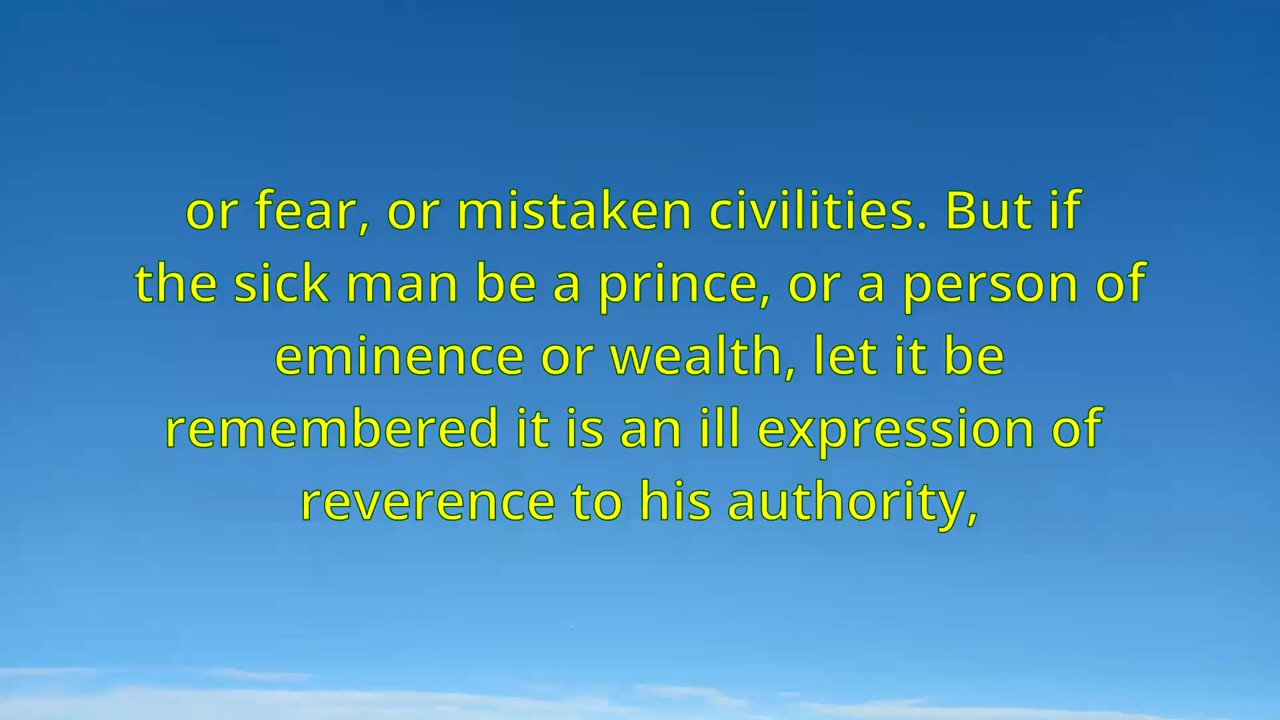 or fear, or mistaken civilities. But if
the sick man be a prince, or a person of
eminence or wealth, let it be
remembered it is an ill expression of
reverence to his authority,